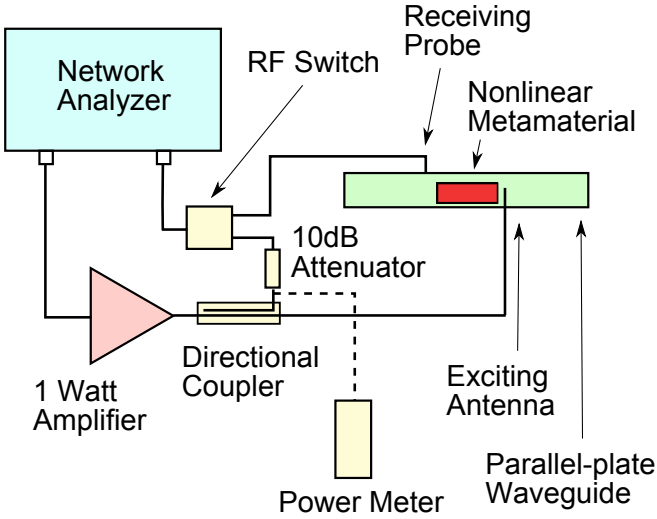 Receiving
Probe
RF Switch
Network
Analyzer
Nonlinear
Metamaterial
10dB
Attenuator
Directional
Coupler
1 Watt
Amplifier
Exciting
Antenna
Parallel-plate
Waveguide
Power Meter